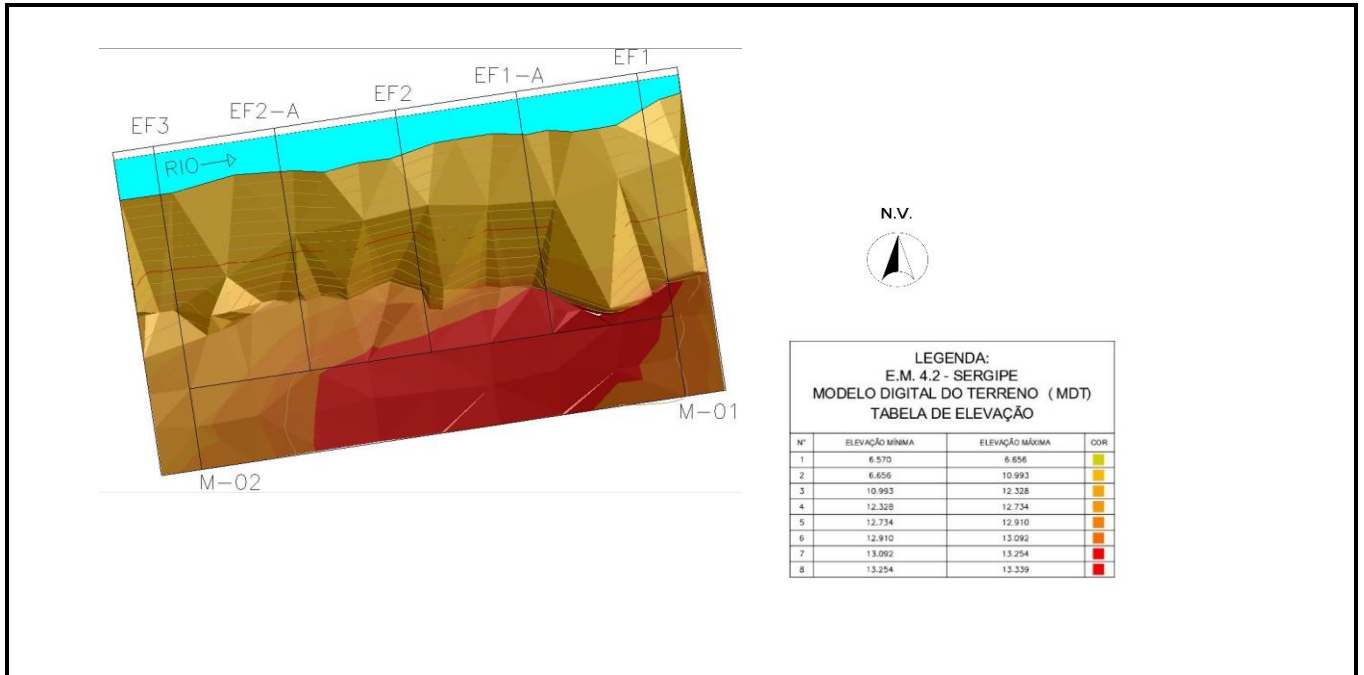 EF3
EF2-A
EF2
EF1-A
EF1
RIO
M-01
M-02
N.V.
LEGENDA:
E.M. 4.2 - SERGIPE
MODELO DIGITAL DO TERRENO ( MDT)
TABELA DE ELEVAÇÃO
N° ELEVAÇÃO MÍNIMA ELEVAÇÃO MÁXIMA COR
1 6.570 6.656
2 6.656 10.993
3 10.993 12.328
4 12.328 12.734
5 12.734 12.910
6 12.910 13.092
7 13.092 13.254
8 13.254 13.339